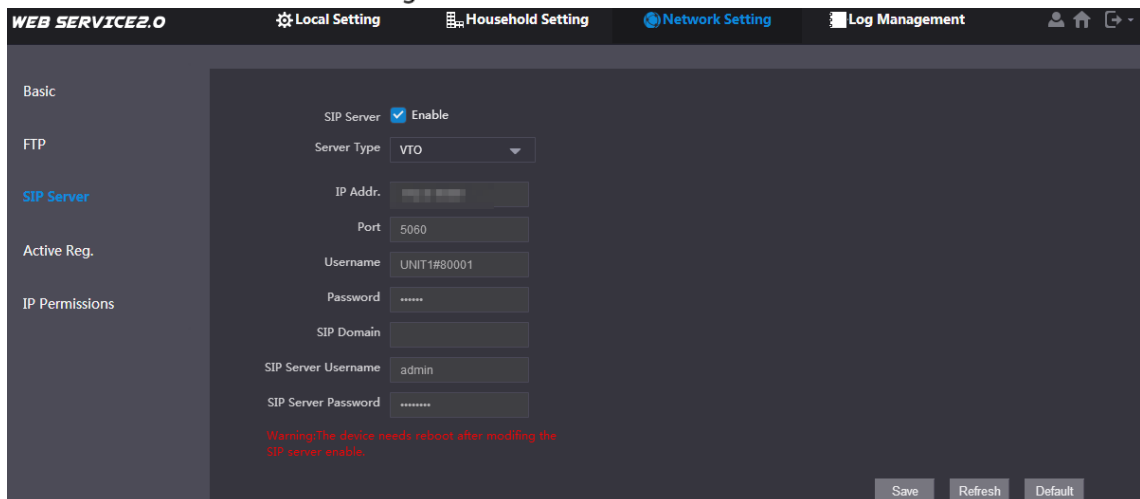 WEB SERVICE2.0
Local Setting
Household Setting
Network Setting
Log Management
Basic
FTP
SIP Server
Active Reg.
IP Permissions
SIP Server Enable
Server Type VTO
IP Addr.
Port 5060
Username UNIT1#80001
Password ••••••
SIP Domain
SIP Server Username admin
SIP Server Password ••••••••
Warning:The device needs reboot after modifing the
SIP server enable.
Save Refresh Default